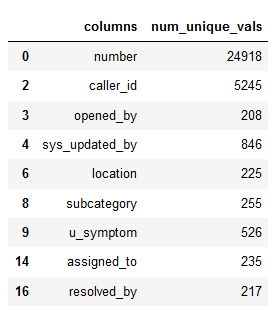 columns num_unique_vals
0 number 24918
2 caller_id 5245
3 opened_by 208
4 sys_updated_by 846
6 location 225
8 subcategory 255
9 u_symptom 526
14 assigned_to 235
16 resolved_by 217